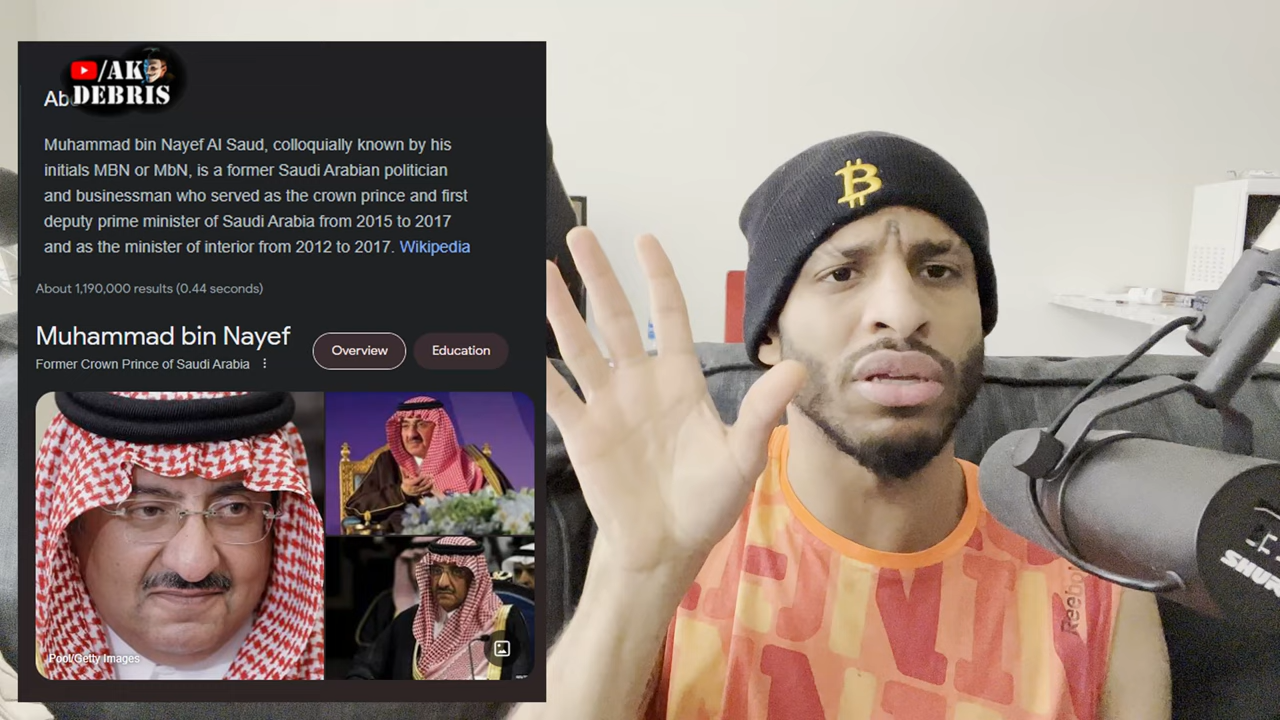 /AK
DEBRIS
Muhammad bin Nayef Al Saud, colloquially known by his
initials MBN or MbN, is a former Saudi Arabian politician
and businessman who served as the crown prince and first
deputy prime minister of Saudi Arabia from 2015 to 2017
and as the minister of interior from 2012 to 2017. Wikipedia
About 1,190,000 results (0.44 seconds)
Muhammad bin Nayef
Overview
Education
Former Crown Prince of Saudi Arabia
Pool/Getty Images
Reebok